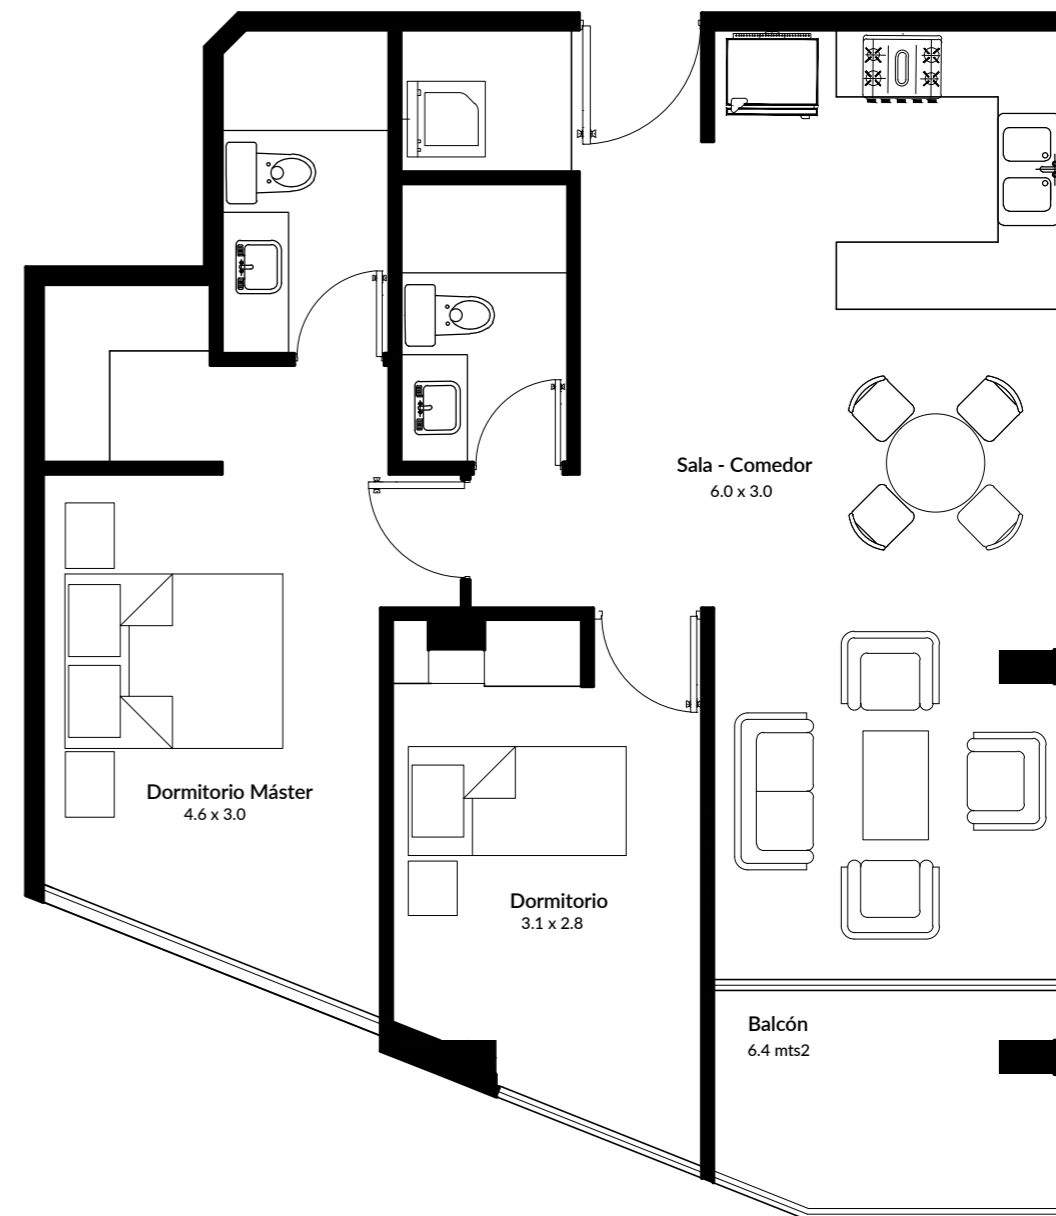 Sala - Comedor
6.0 x 3.0
Dormitorio Máster
4.6 x 3.0
Dormitorio
3.1 x 2.8
Balcón
6.4 mts2